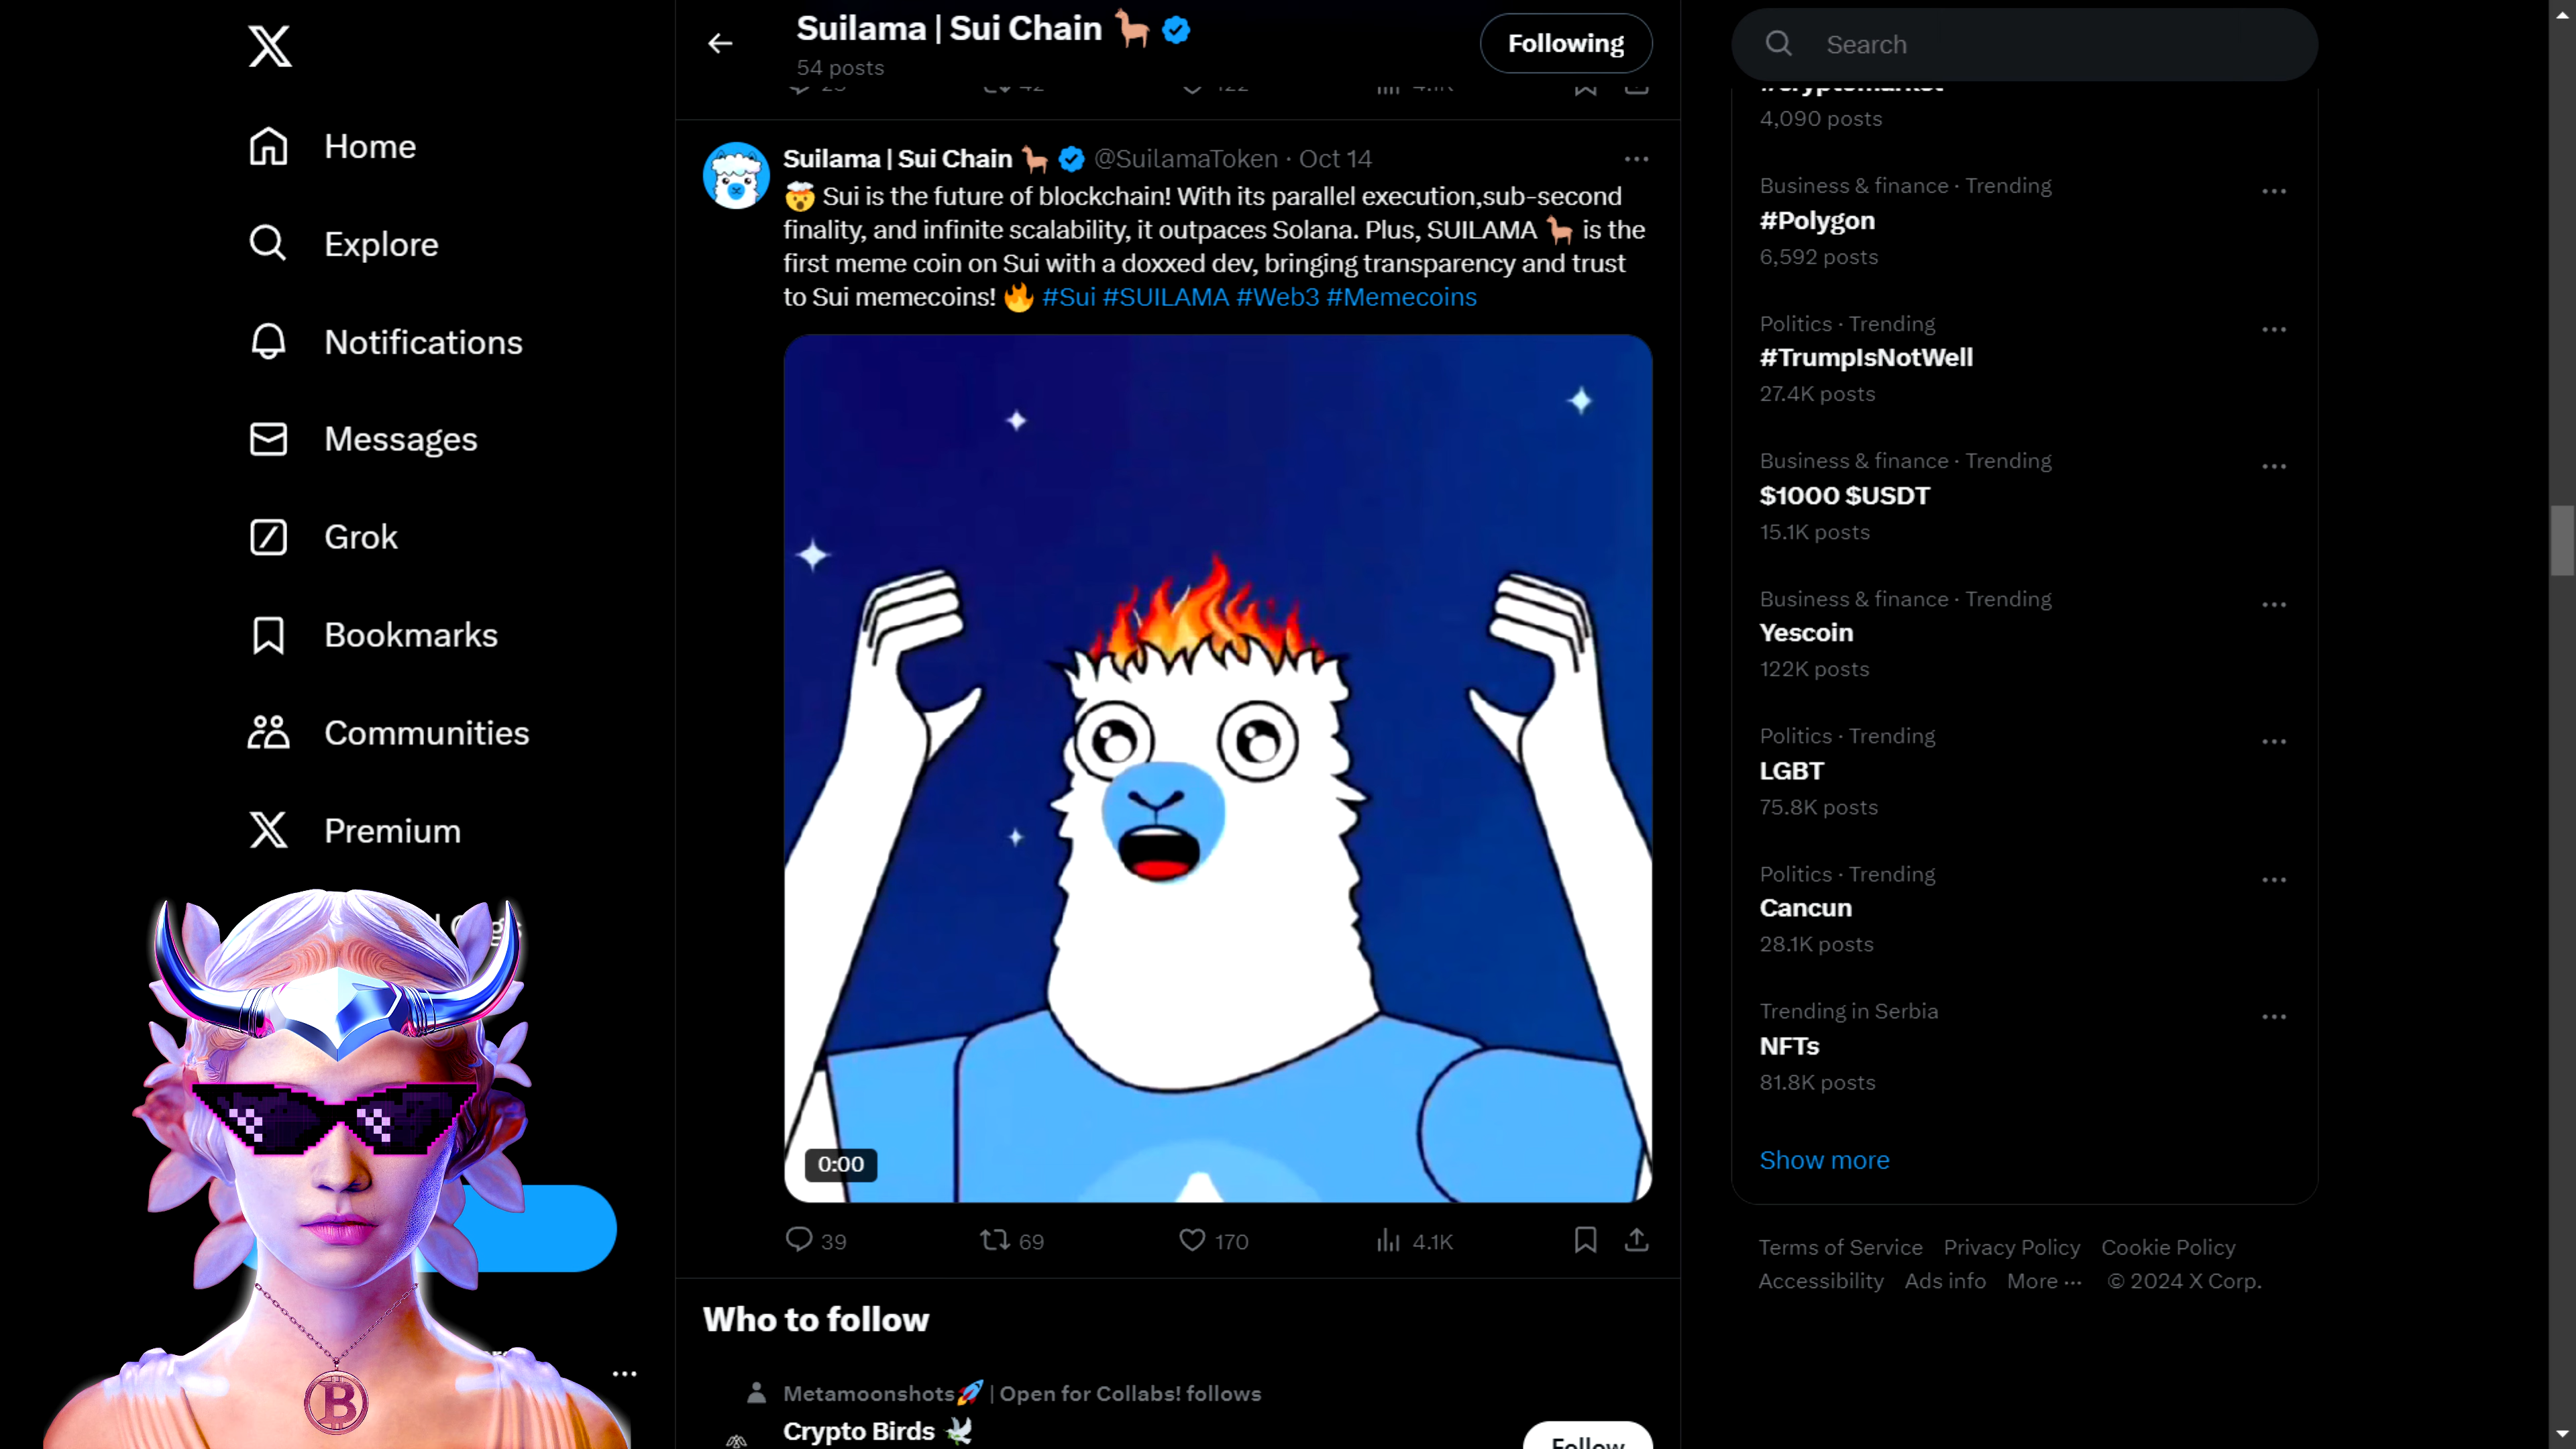 Home
Explore
Notifications
Messages
Grok
Bookmarks
Communities
Premium
Suilama | Sui Chain 🦙
54 posts
Following
Suilama | Sui Chain 🦙 @SuilamaToken · Oct 14
🤯 Sui is the future of blockchain! With its parallel execution,sub-second
finality, and infinite scalability, it outpaces Solana. Plus, SUILAMA 🦙 is the
first meme coin on Sui with a doxxed dev, bringing transparency and trust
to Sui memecoins! 🔥 #Sui #SUILAMA #Web3 #Memecoins
0:00
39 69 170 4.1K
Who to follow
Metamoonshots🚀 | Open for Collabs! follows
Crypto Birds 🕊
Follow
Search
#cryptomarket
4,090 posts
Business & finance · Trending
#Polygon
6,592 posts
Politics · Trending
#TrumpIsNotWell
27.4K posts
Business & finance · Trending
$1000 $USDT
15.1K posts
Business & finance · Trending
Yescoin
122K posts
Politics · Trending
LGBT
75.8K posts
Politics · Trending
Cancun
28.1K posts
Trending in Serbia
NFTs
81.8K posts
Show more
Terms of Service Privacy Policy Cookie Policy
Accessibility Ads info More ··· © 2024 X Corp.